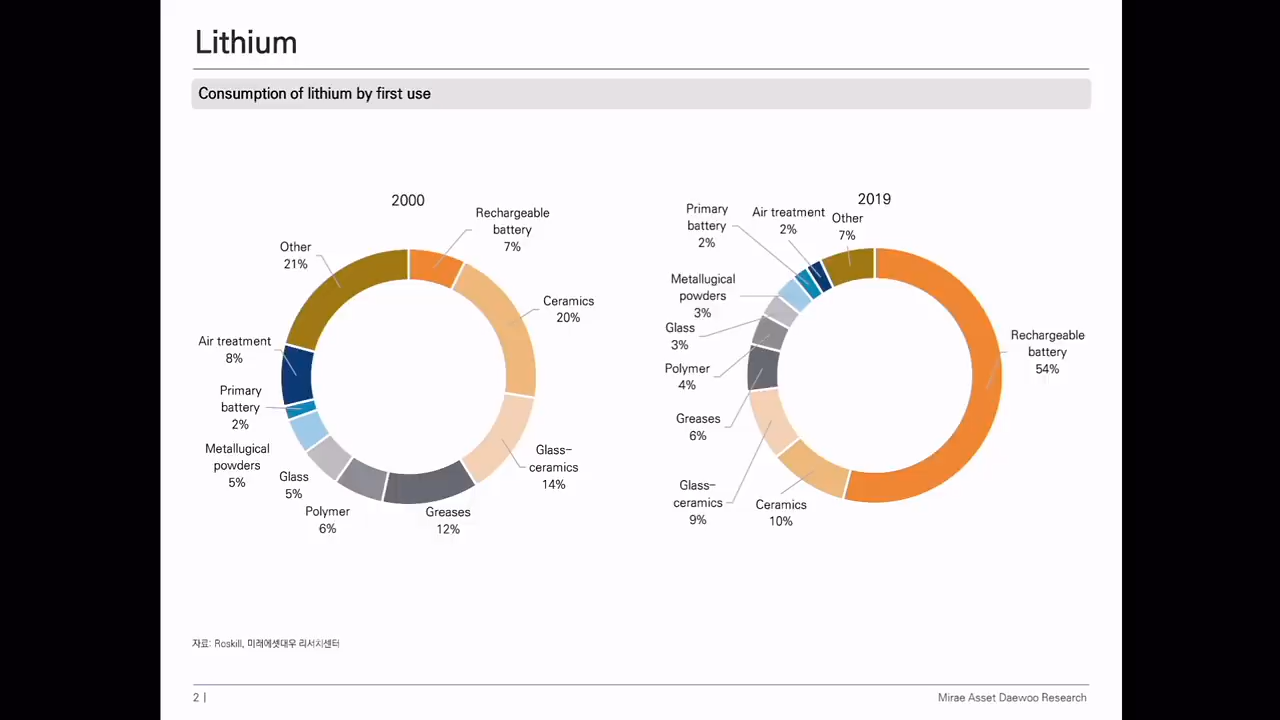 Lithium
Consumption of lithium by first use
2000
Rechargeable
battery
7%
Ceramics
20%
Glass-
ceramics
14%
Greases
12%
Polymer
6%
Glass
5%
Metallugical
powders
5%
Primary
battery
2%
Air treatment
8%
Other
21%
2019
Rechargeable
battery
54%
Ceramics
10%
Glass-
ceramics
9%
Greases
6%
Polymer
4%
Glass
3%
Metallugical
powders
3%
Primary
battery
2%
Air treatment
2%
Other
7%
자료: Roskill, 미래에셋대우 리서치센터
2 |
Mirae Asset Daewoo Research